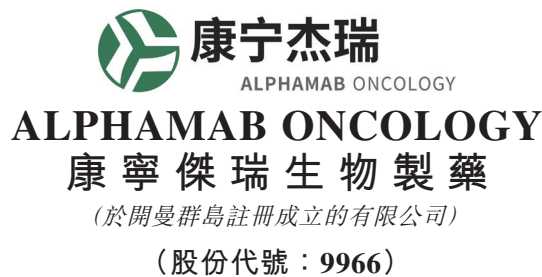 康宁杰瑞
ALPHAMAB ONCOLOGY
ALPHAMAB ONCOLOGY
康寧傑瑞生物製藥
(於開曼群島註冊成立的有限公司)
（股份代號：9966）